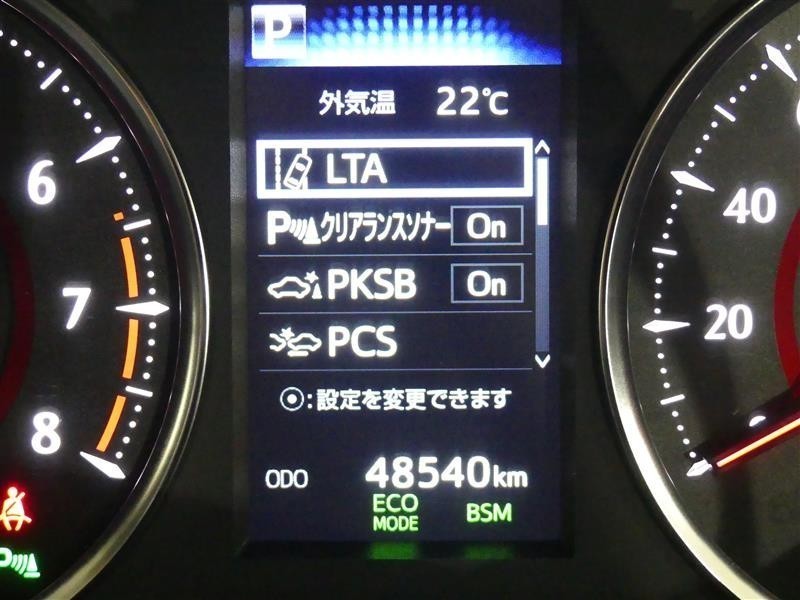 P
外気温 22℃
LTA
P クリアランスソナー On
PKSB On
PCS
⦿:設定を変更できます
ODO 48540km
ECO MODE
BSM
6
7
8
40
20
P